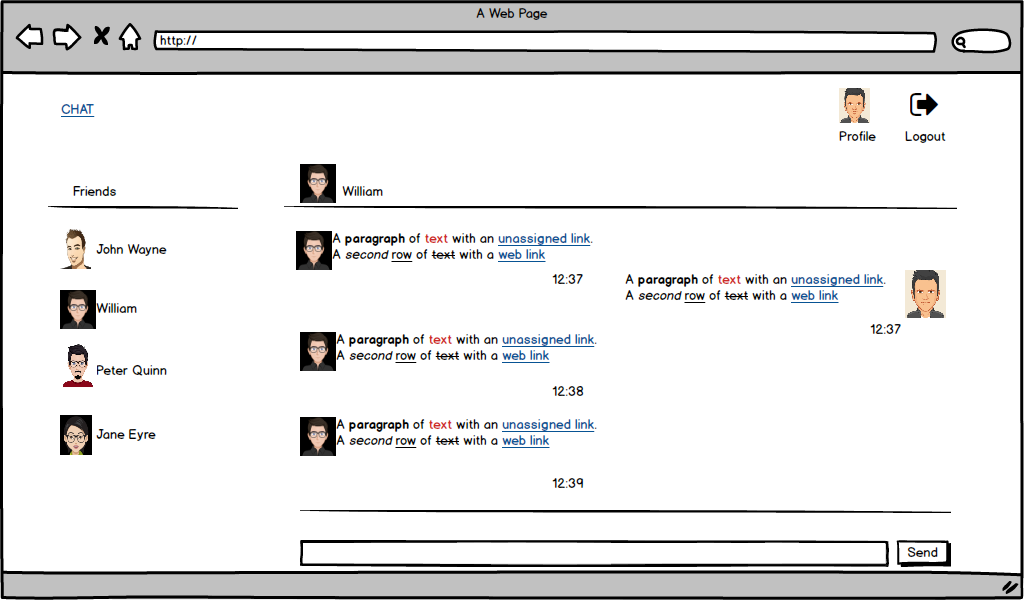 A Web Page
http://
CHAT
Profile
Logout
Friends
William
John Wayne
William
Peter Quinn
Jane Eyre
A paragraph of text with an unassigned link.
A second row of text with a web link
12:37
A paragraph of text with an unassigned link.
A second row of text with a web link
12:37
A paragraph of text with an unassigned link.
A second row of text with a web link
12:38
A paragraph of text with an unassigned link.
A second row of text with a web link
12:39
Send